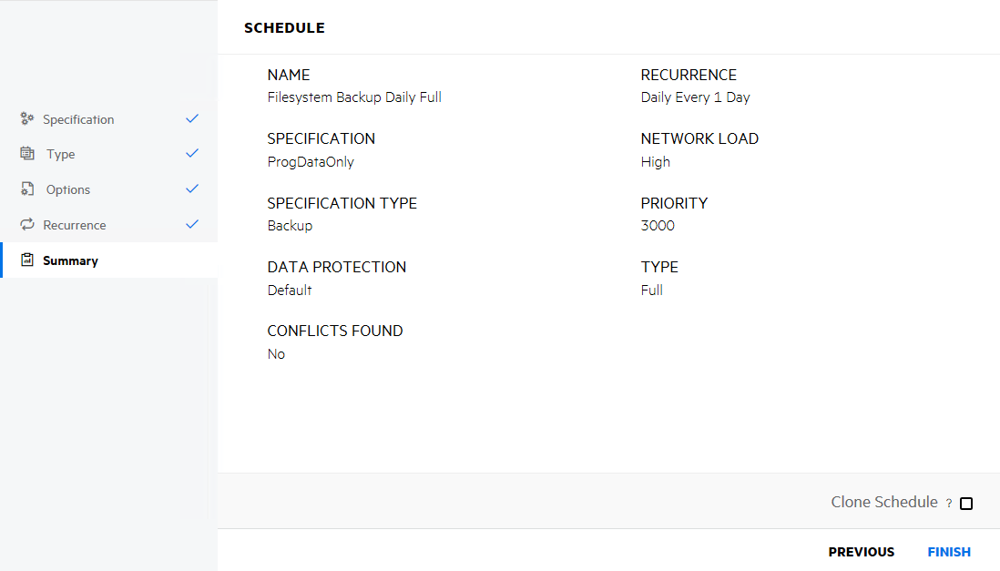 SCHEDULE
Specification
Type
Options
Recurrence
Summary
NAME
Filesystem Backup Daily Full
RECURRENCE
Daily Every 1 Day
SPECIFICATION
ProgDataOnly
NETWORK LOAD
High
SPECIFICATION TYPE
Backup
PRIORITY
3000
DATA PROTECTION
Default
TYPE
Full
CONFLICTS FOUND
No
Clone Schedule ?
PREVIOUS
FINISH